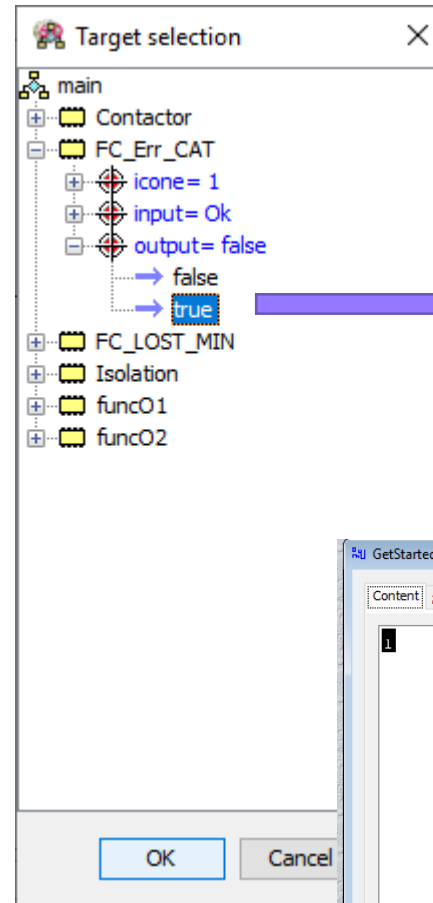 Target selection
main
Contactor
FC_Err_CAT
icone= 1
input= Ok
output= false
false
true
FC_LOST_MIN
Isolation
funcO1
funcO2
GetStarted
Content
1
OK
Cancel